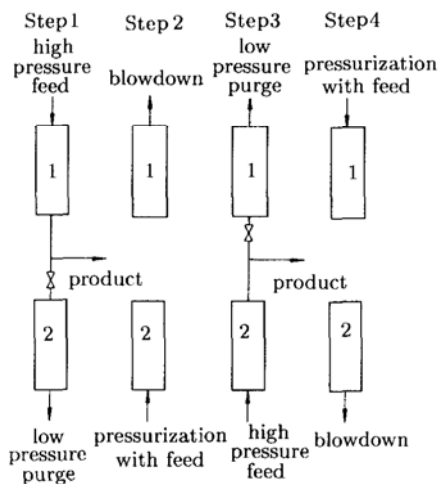 Step1 Step 2 Step3 Step4
high
pressure
feed
blowdown
low
pressure
purge
pressurization
with feed
1
1
1
1
product
product
2
2
2
2
low
pressure
purge
pressurization
with feed
high
pressure
feed
blowdown